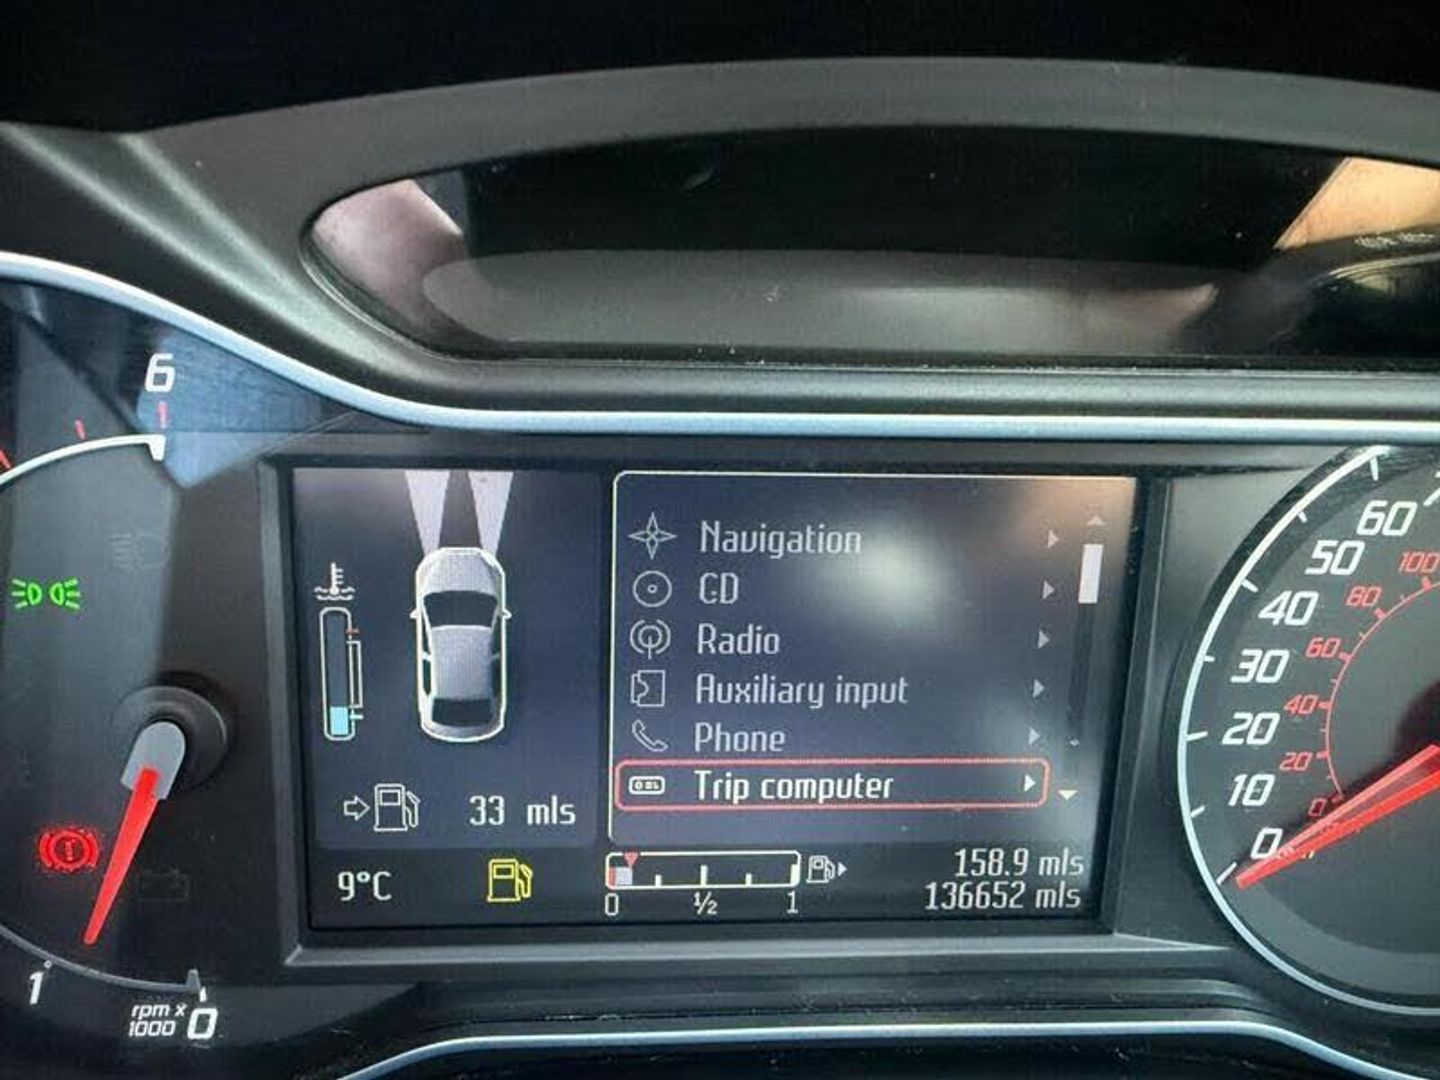 6
Navigation
CD
Radio
Auxiliary input
Phone
Trip computer
33 mls
9°C
0 ½ 1
158.9 mls
136652 mls
1
rpm x
1000
0
60
50
40
30
20
10
0
100
80
60
40
20
0